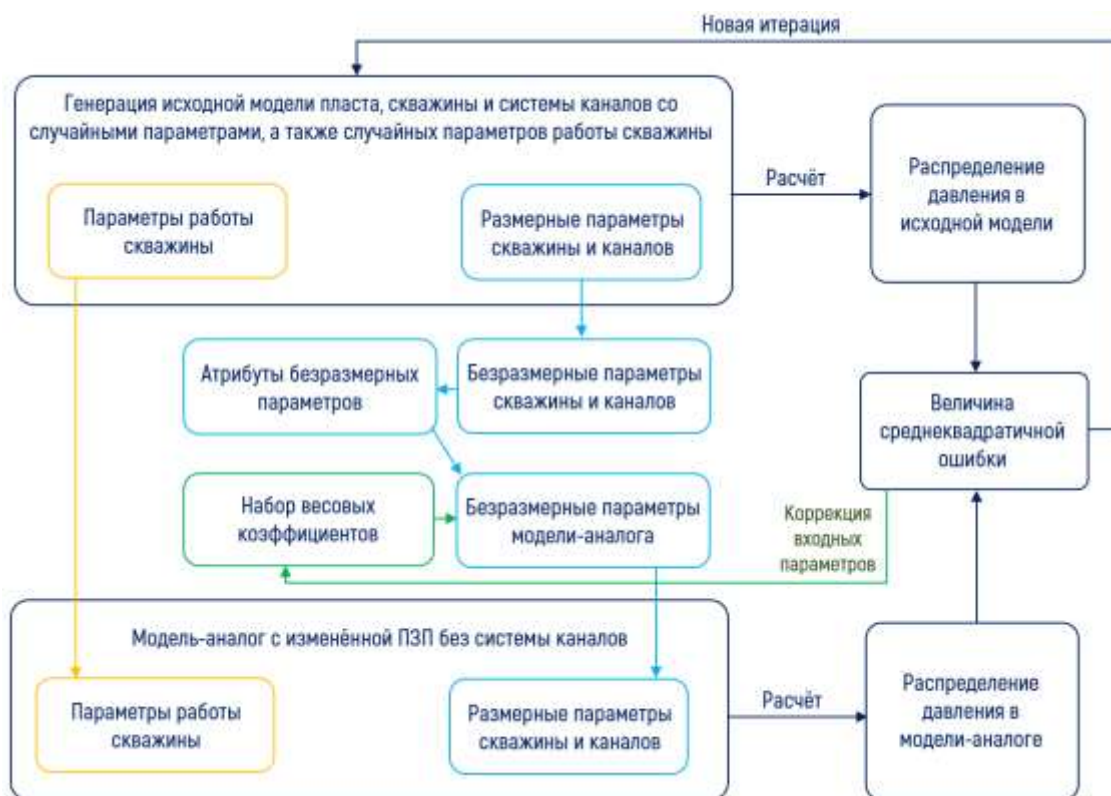 Новая итерация
Генерация исходной модели пласта, скважины и системы каналов со
случайными параметрами, а также случайных параметров работы скважины
Параметры работы
скважины
Размерные параметры
скважины и каналов
Расчёт
Распределение
давления в
исходной модели
Атрибуты безразмерных
параметров
Безразмерные параметры
скважины и каналов
Величина
среднеквадратичной
ошибки
Набор весовых
коэффициентов
Безразмерные параметры
модели-аналога
Коррекция
входных
параметров
Модель-аналог с изменённой ПЗП без системы каналов
Параметры работы
скважины
Размерные параметры
скважины и каналов
Расчёт
Распределение
давления в
модели-аналоге